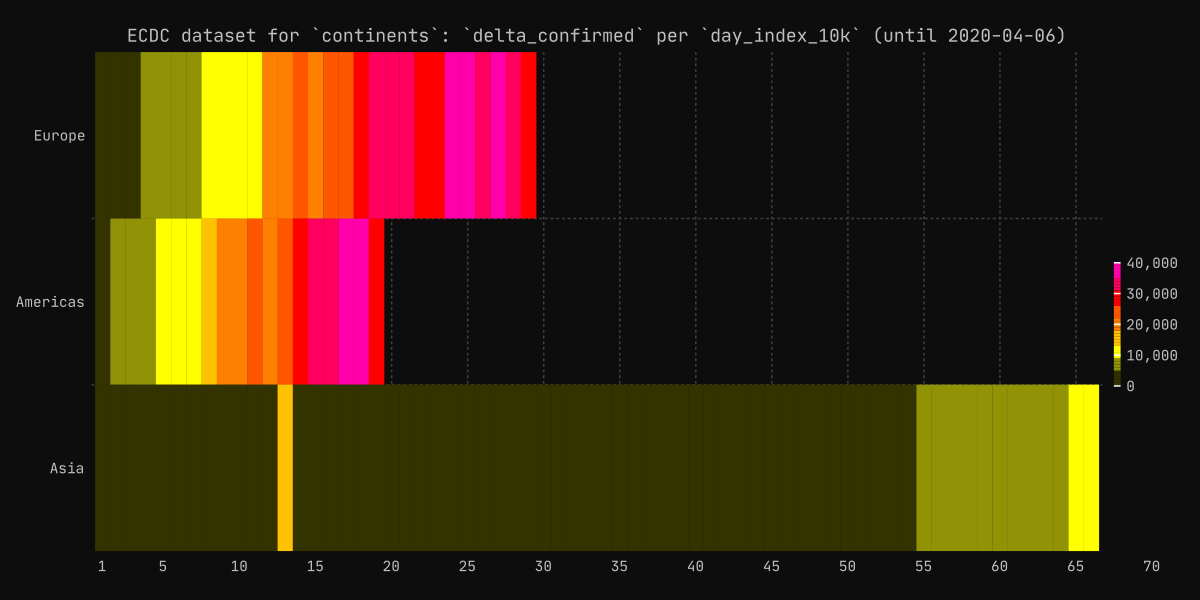 ECDC dataset for `continents`: `delta_confirmed` per `day_index_10k` (until 2020-04-06)
Europe
Americas
Asia
40,000
30,000
20,000
10,000
0
1 5 10 15 20 25 30 35 40 45 50 55 60 65 70